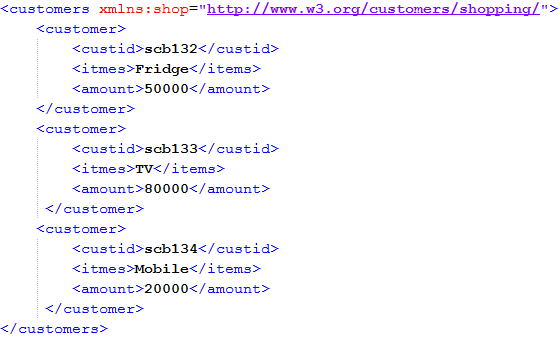 <customers xmlns:shop="http://www.w3.org/customers/shopping/">
<customer>
<custid>scb132</custid>
<itmes>Fridge</items>
<amount>50000</amount>
</customer>
<customer>
<custid>scb133</custid>
<itmes>TV</items>
<amount>80000</amount>
</customer>
<customer>
<custid>scb134</custid>
<itmes>Mobile</items>
<amount>20000</amount>
</customer>
</customers>